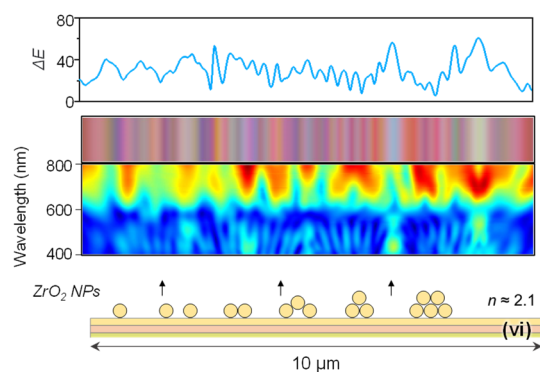 80
40
0
ΔE
800
600
400
Wavelength (nm)
ZrO₂ NPs
n ≈ 2.1
(vi)
10 μm